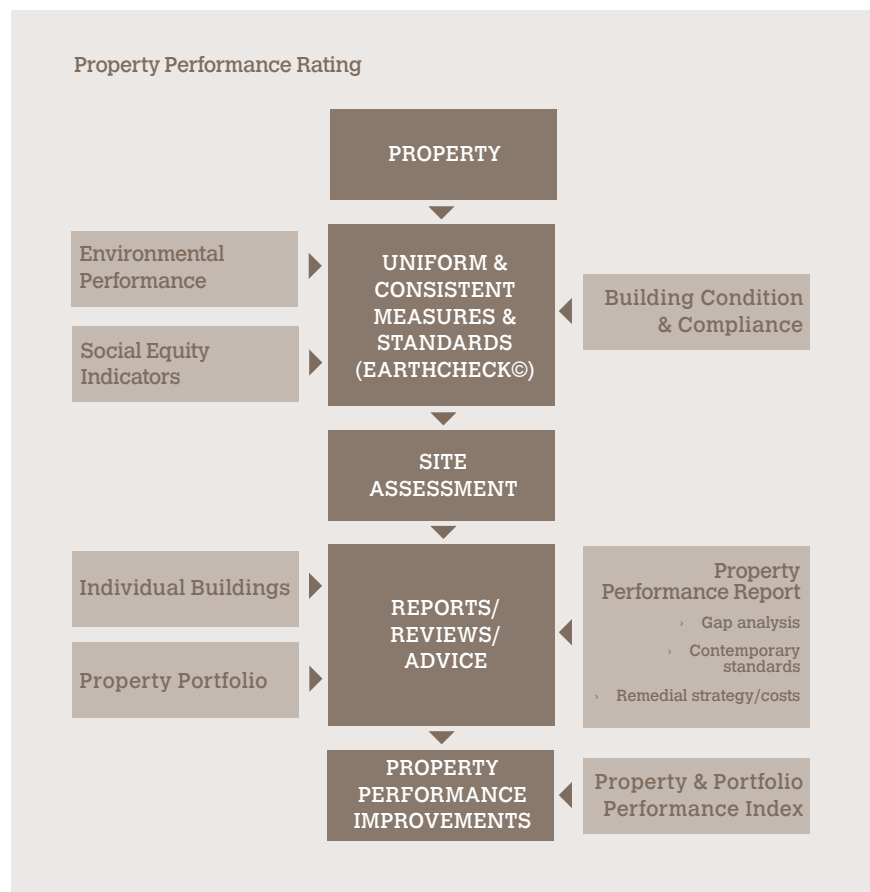 Property Performance Rating
PROPERTY
Environmental
Performance
Social Equity
Indicators
UNIFORM &
CONSISTENT
MEASURES &
STANDARDS
(EARTHCHECK©)
Building Condition
& Compliance
SITE
ASSESSMENT
Individual Buildings
Property Portfolio
REPORTS/
REVIEWS/
ADVICE
Property
Performance Report
› Gap analysis
› Contemporary
standards
› Remedial strategy/costs
PROPERTY
PERFORMANCE
IMPROVEMENTS
Property & Portfolio
Performance Index